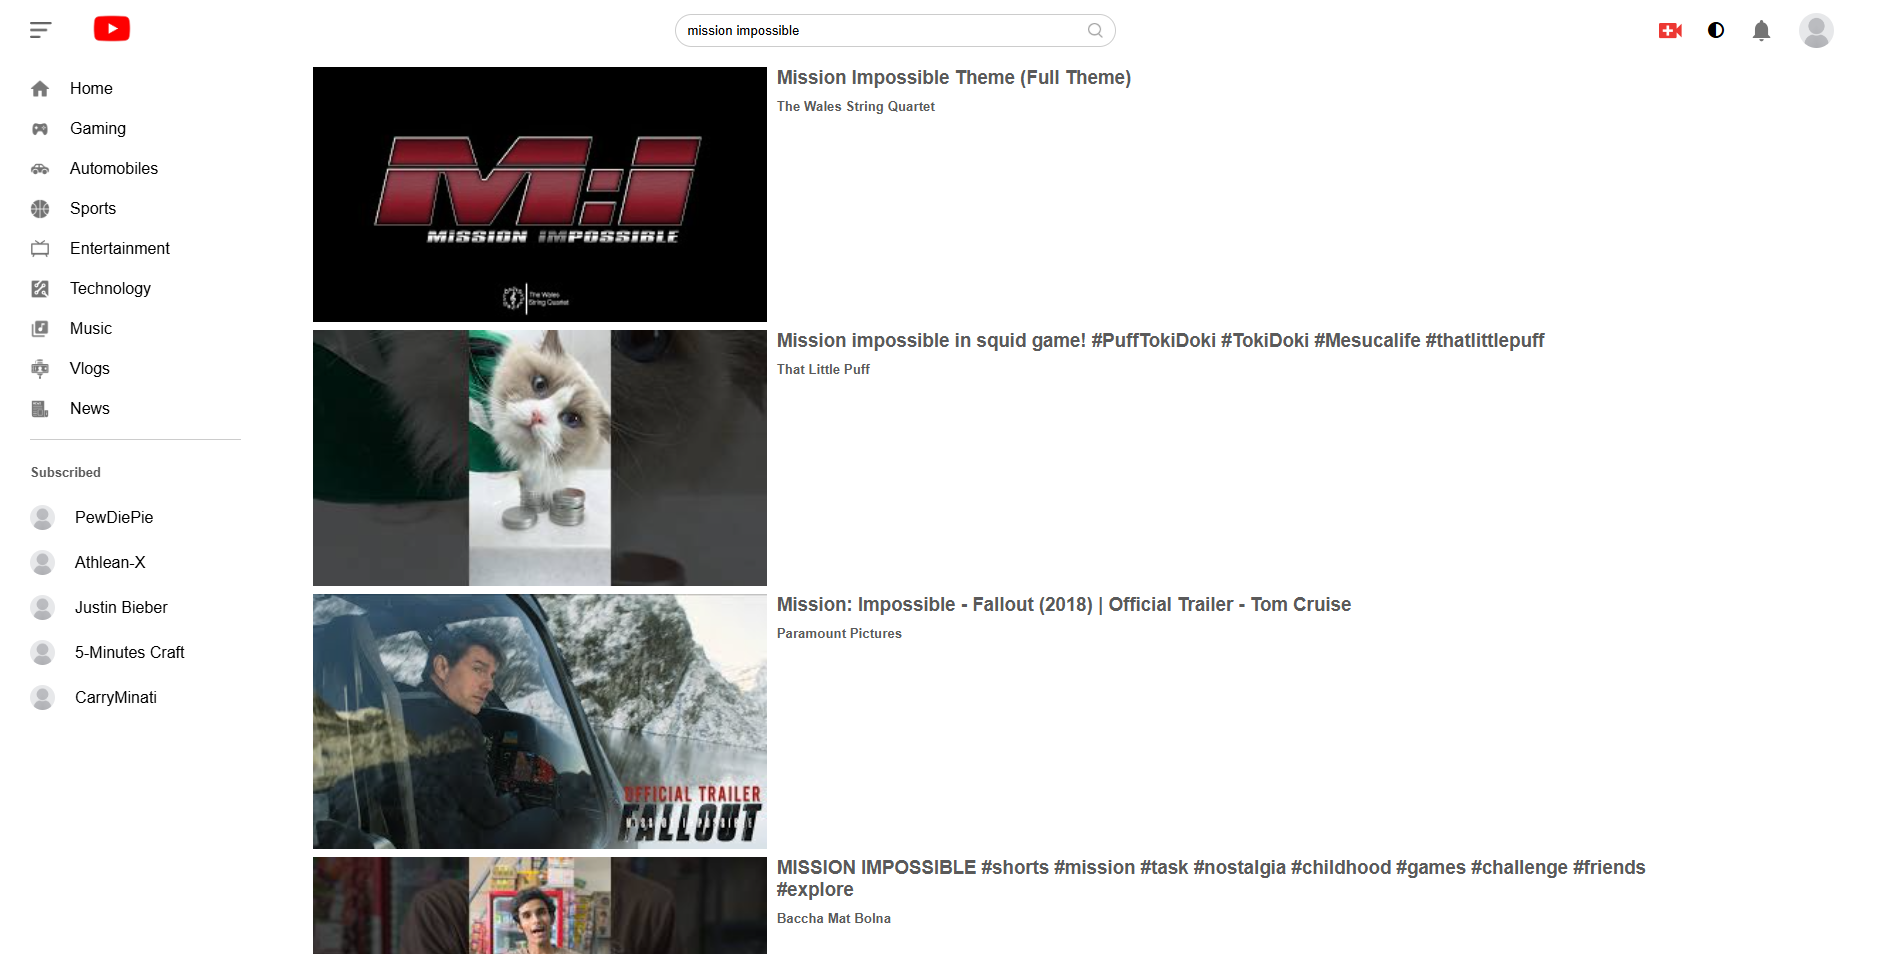 mission impossible
Home
Gaming
Automobiles
Sports
Entertainment
Technology
Music
Vlogs
News
Subscribed
PewDiePie
Athlean-X
Justin Bieber
5-Minutes Craft
CarryMinati
M:I
MISSION IMPOSSIBLE
The Wales
String Quartet
Mission Impossible Theme (Full Theme)
The Wales String Quartet
Mission impossible in squid game! #PuffTokiDoki #TokiDoki #Mesucalife #thatlittlepuff
That Little Puff
OFFICIAL TRAILER
FALLOUT
MISSION IMPOSSIBLE
Mission: Impossible - Fallout (2018) | Official Trailer - Tom Cruise
Paramount Pictures
MISSION IMPOSSIBLE #shorts #mission #task #nostalgia #childhood #games #challenge #friends
#explore
Baccha Mat Bolna